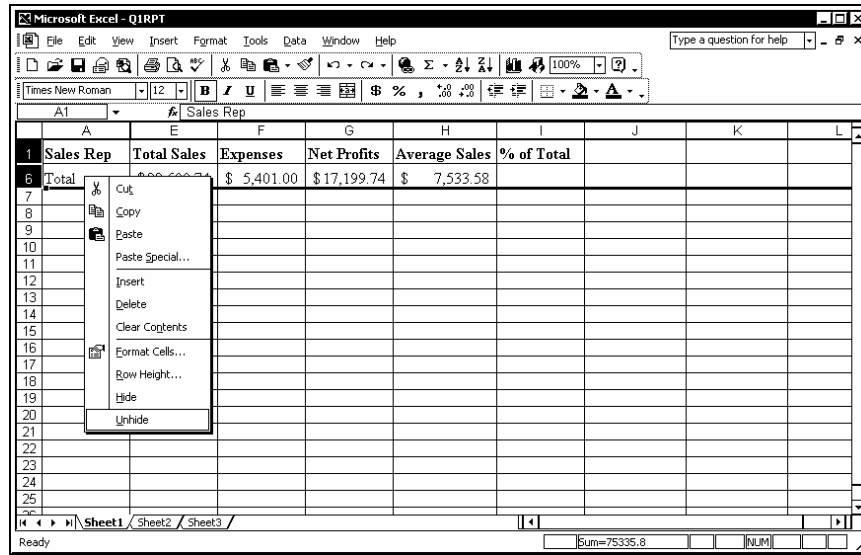 Microsoft Excel - Q1RPT
File Edit View Insert Format Tools Data Window Help Type a question for help
100%
Times New Roman 12 B I U $ % ,
A1 fx Sales Rep
A E F G H I J K L
1 Sales Rep Total Sales Expenses Net Profits Average Sales % of Total
6 Total $ 5,401.00 $ 17,199.74 $ 7,533.58
7
8
9
10
11
12
13
14
15
16
17
18
19
20
21
22
23
24
25
Cut
Copy
Paste
Paste Special...
Insert
Delete
Clear Contents
Format Cells...
Row Height...
Hide
Unhide
Sheet1 Sheet2 Sheet3
Ready Sum=75335.8 NUM